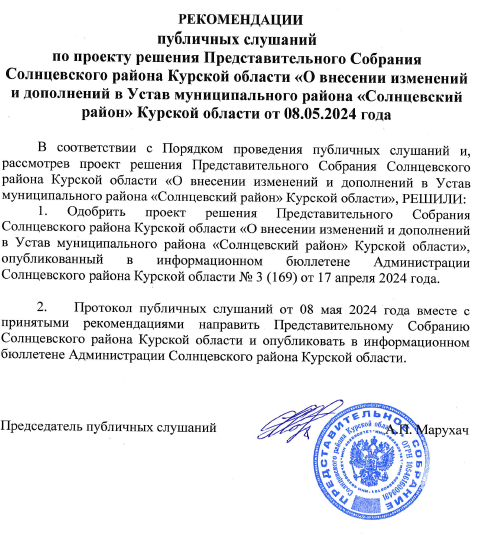 РЕКОМЕНДАЦИИ
публичных слушаний
по проекту решения Представительного Собрания
Солнцевского района Курской области «О внесении изменений
и дополнений в Устав муниципального района «Солнцевский
район» Курской области от 08.05.2024 года
В соответствии с Порядком проведения публичных слушаний и,
рассмотрев проект решения Представительного Собрания Солнцевского
района Курской области «О внесении изменений и дополнений в Устав
муниципального района «Солнцевский район» Курской области», РЕШИЛИ:
1. Одобрить проект решения Представительного Собрания
Солнцевского района Курской области «О внесении изменений и дополнений
в Устав муниципального района «Солнцевский район» Курской области»,
опубликованный в информационном бюллетене Администрации
Солнцевского района Курской области № 3 (169) от 17 апреля 2024 года.
2. Протокол публичных слушаний от 08 мая 2024 года вместе с
принятыми рекомендациями направить Представительному Собранию
Солнцевского района Курской области и опубликовать в информационном
бюллетене Администрации Солнцевского района Курской области.
Председатель публичных слушаний А.П. Марухач
ПРЕДСТАВИТЕЛЬНОЕ СОБРАНИЕ
Солнцевского района Курской области